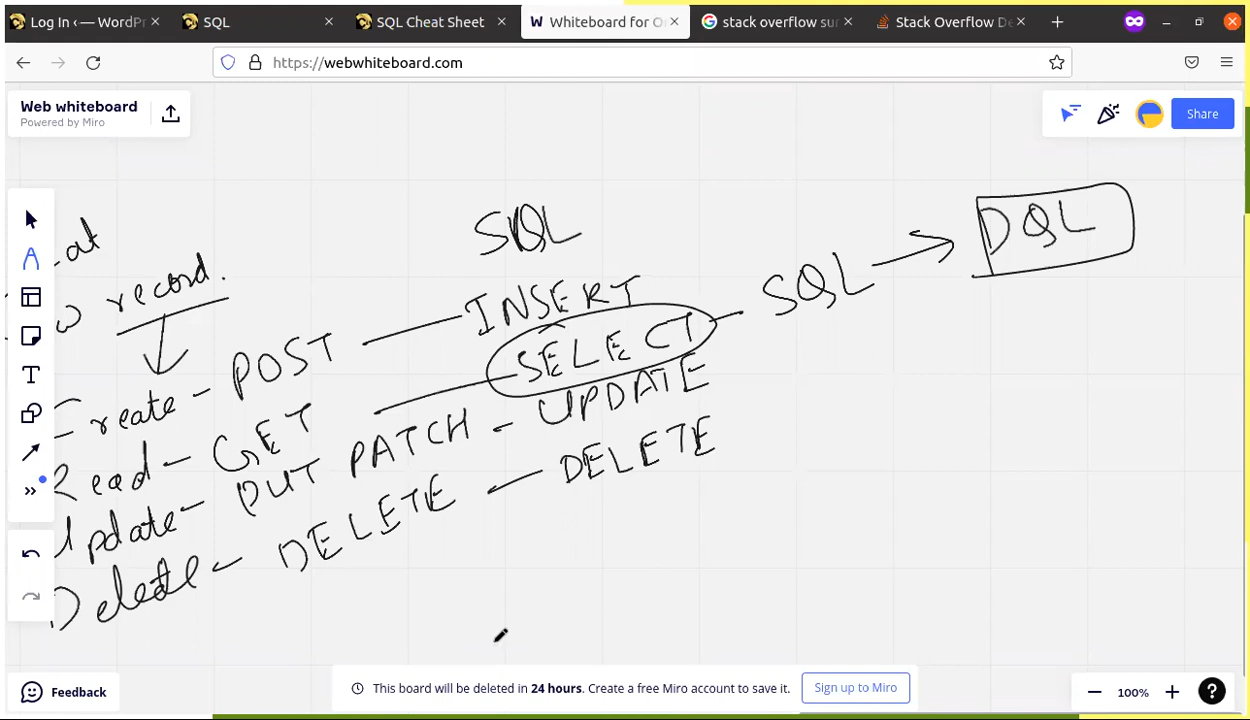 Log In ‹ — WordPr
SQL
SQL Cheat Sheet
Whiteboard for O
stack overflow su
Stack Overflow De
https://webwhiteboard.com
Web whiteboard
Powered by Miro
Share
SQL
DQL
record.
INSERT
SQL
Create - POST
SELECT
Read - GET
UPDATE
Update - PUT PATCH -
DELETE
Delete - DELETE
Feedback
This board will be deleted in 24 hours. Create a free Miro account to save it.
Sign up to Miro
100%